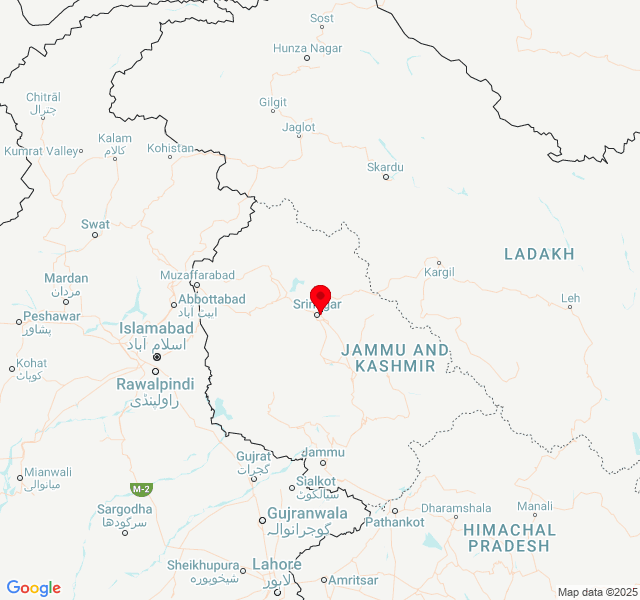 Sost
Hunza Nagar
Chitrāl
چترال
Gilgit
Jaglot
Kalam
كالام
Kumrat Valley
Kohistan
Skardu
Swat
LADAKH
Kargil
Muzaffarabad
Mardan
مردان
Abbottabad
ایبٹ آباد
Leh
Srinagar
Peshawar
پشاور
Islamabad
اسلام آباد
JAMMU AND
KASHMIR
Kohat
کوہاٹ
Rawalpindi
راولپنڈی
Jammu
Gujrat
گجرات
Mianwali
میانوالی
Sialkot
سیالکوٹ
M-2
Sargodha
سرگودھا
Gujranwala
گوجرانوالہ
Pathankot
Dharamshala
Manali
HIMACHAL
PRADESH
Sheikhupura
شیخوپورہ
Lahore
لاہور
Amritsar
Google
Map data ©2025